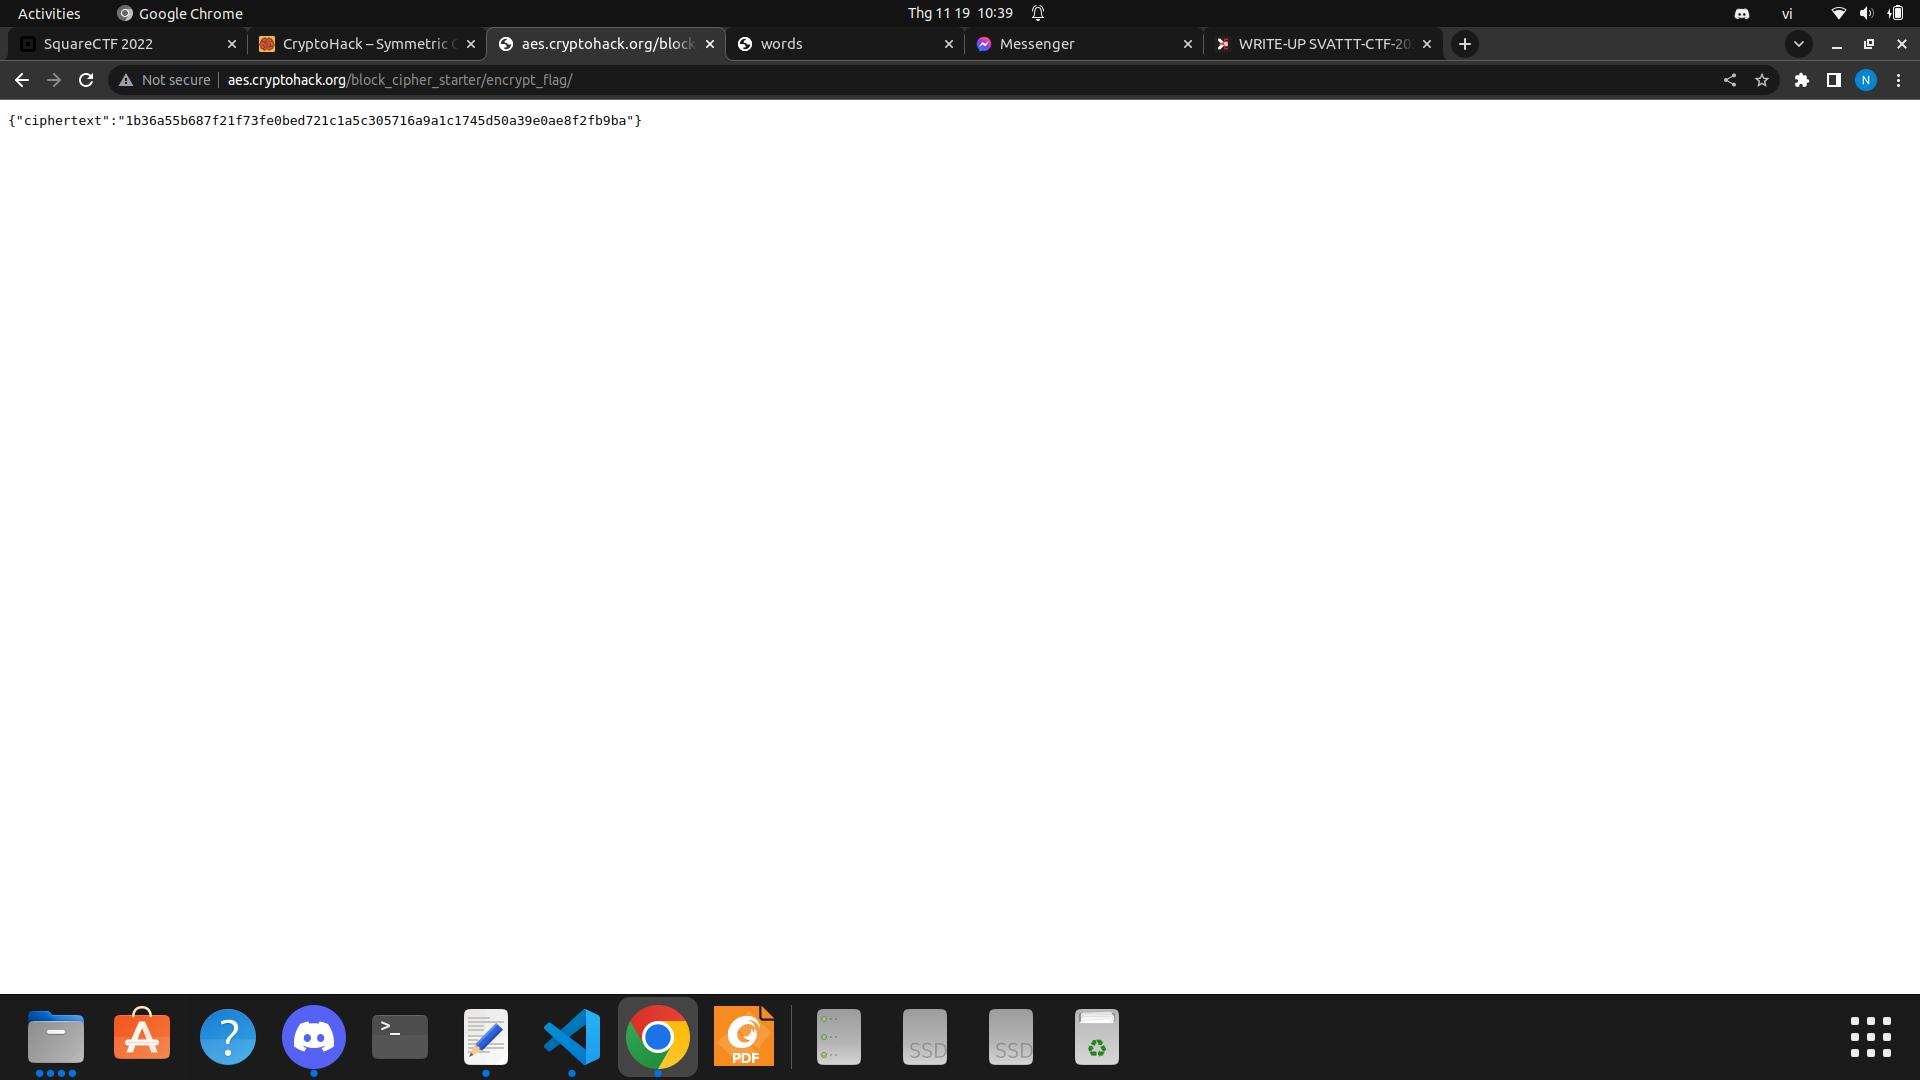 Activities
Google Chrome
Thg 11 19 10:39
vi
SquareCTF 2022
CryptoHack – Symmetric C
aes.cryptohack.org/block
words
Messenger
WRITE-UP SVATTT-CTF-20
Not secure
aes.cryptohack.org/block_cipher_starter/encrypt_flag/
N
{"ciphertext":"1b36a55b687f21f73fe0bed721c1a5c305716a9a1c1745d50a39e0ae8f2fb9ba"}
>_
PDF
SSD
SSD